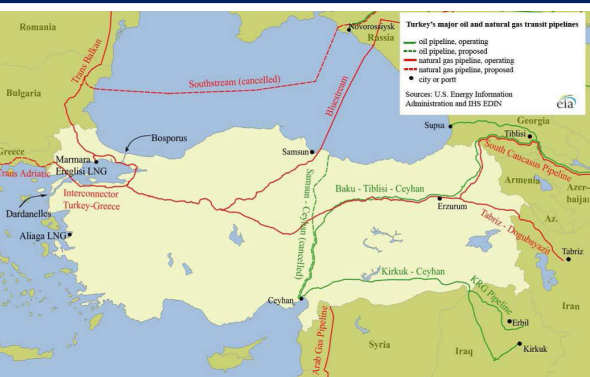 Turkey's major oil and natural gas transit pipelines
oil pipeline, operating
oil pipeline, proposed
natural gas pipeline, operating
natural gas pipeline, proposed
city or portt
Sources: U.S. Energy Information
Administration and IHS EDIN
eia
Romania
Novorossiysk
Russia
Trans Balkan
Southstream (cancelled)
Bluestream
Bulgaria
Supsa
Georgia
Tiblisi
Bosporus
Samsun
South Caucasus Pipeline
Greece
Marmara
Ereglisi LNG
Trans Adriatic
Interconnector
Turkey-Greece
Baku - Tiblisi - Ceyhan
Armenia
Azer-
baijan
Erzurum
Az.
Dardanelles
Samsun - Ceyhan (cancelled)
Tabriz - Dogubayazit
Aliaga LNG
Tabriz
Kirkuk - Ceyhan
Ceyhan
KRG Pipeline
Iran
Arab Gas Pipeline
Erbil
Syria
Iraq
Kirkuk